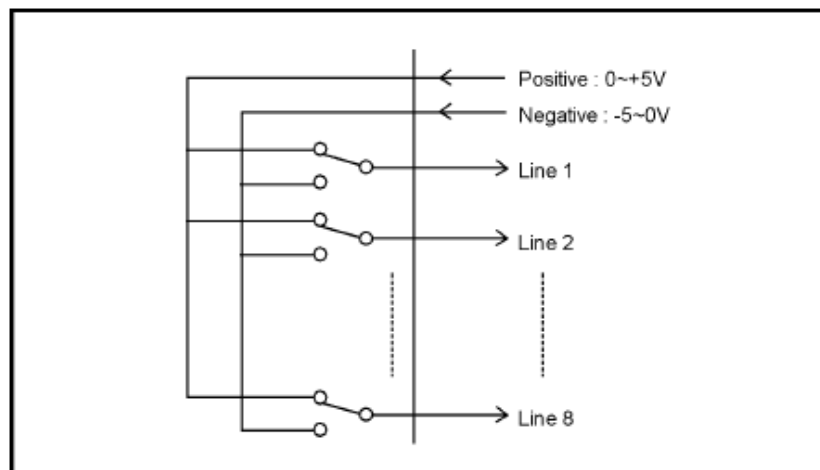 Positive : 0~+5V
Negative : -5~0V
Line 1
Line 2
Line 8